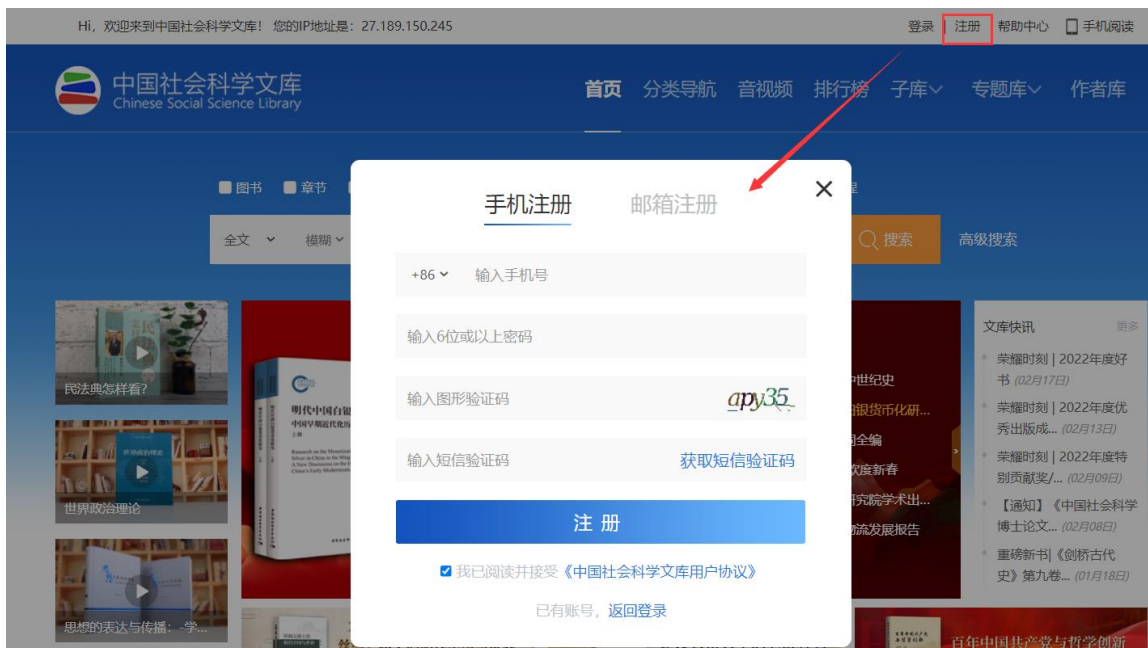 Hi, 欢迎来到中国社会科学文库! 您的IP地址是: 27.189.150.245
登录 | 注册 帮助中心 手机阅读
中国社会科学文库
Chinese Social Science Library
首页 分类导航 音视频 排行榜 子库 专题库 作者库
图书 章节
全文 模糊
搜索 高级搜索
手机注册 邮箱注册
+86 输入手机号
输入6位或以上密码
输入图形验证码 apy35
输入短信验证码 获取短信验证码
注 册
我已阅读并接受《中国社会科学文库用户协议》
已有账号，返回登录
民法典怎样看?
世界政治理论
思想的表达与传播：-学...
明代中国白银
中国早期近代化历
上册
中世纪史
白银货币化研...
全编
欢度新春
研究院学术出...
物流发展报告
文库快讯 更多
荣耀时刻 | 2022年度好
书 (02月17日)
荣耀时刻 | 2022年度优
秀出版成... (02月13日)
荣耀时刻 | 2022年度特
别贡献奖/... (02月09日)
【通知】《中国社会科学
博士论文... (02月08日)
重磅新书|《剑桥古代
史》第九卷... (01月18日)
百年中国共产党与哲学创新